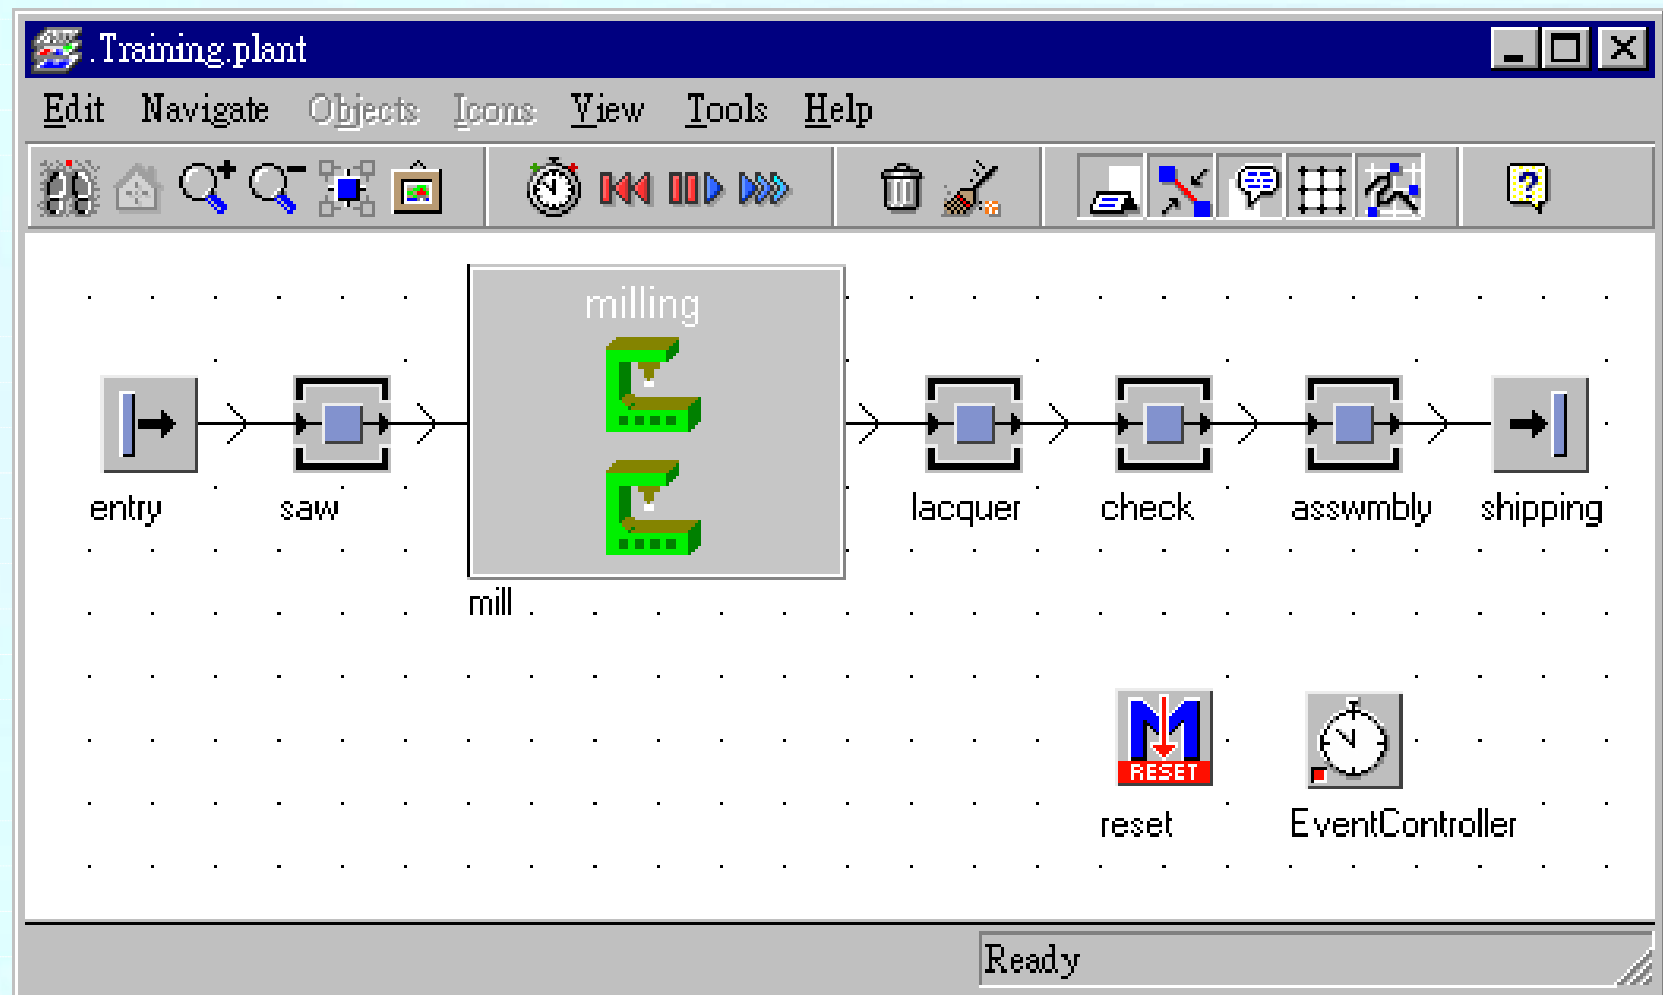 .Training.plant
Edit Navigate Objects Icons View Tools Help
milling
entry saw lacquer check asswmbly shipping
mill
RESET
reset EventController
Ready